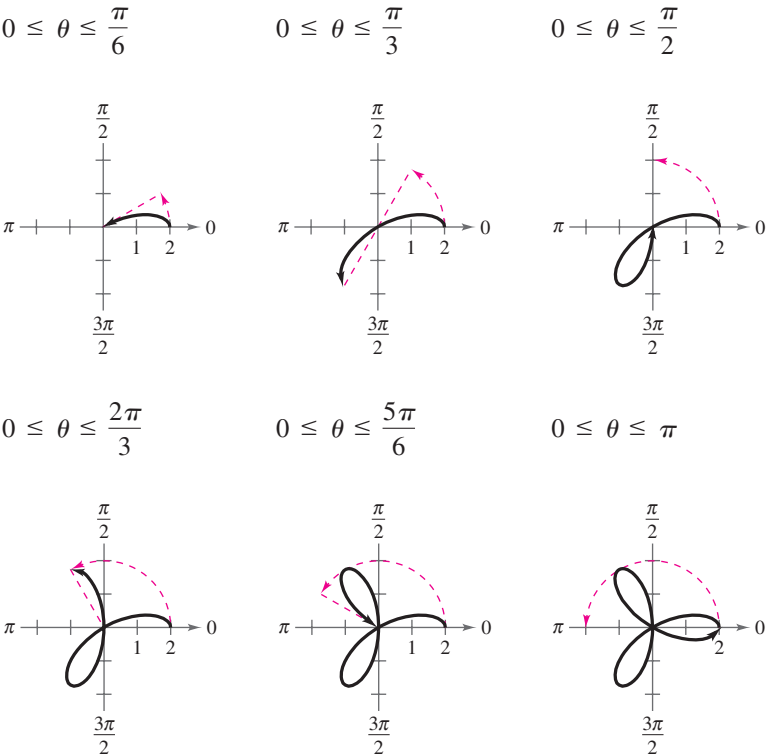 0 ≤ θ ≤ π/6
0 ≤ θ ≤ π/3
0 ≤ θ ≤ π/2
π/2
π/2
π/2
π 0
π 0
π 0
1 2
1 2
1 2
3π/2
3π/2
3π/2
0 ≤ θ ≤ 2π/3
0 ≤ θ ≤ 5π/6
0 ≤ θ ≤ π
π/2
π/2
π/2
π 0
π 0
π 0
1 2
1 2
2
3π/2
3π/2
3π/2